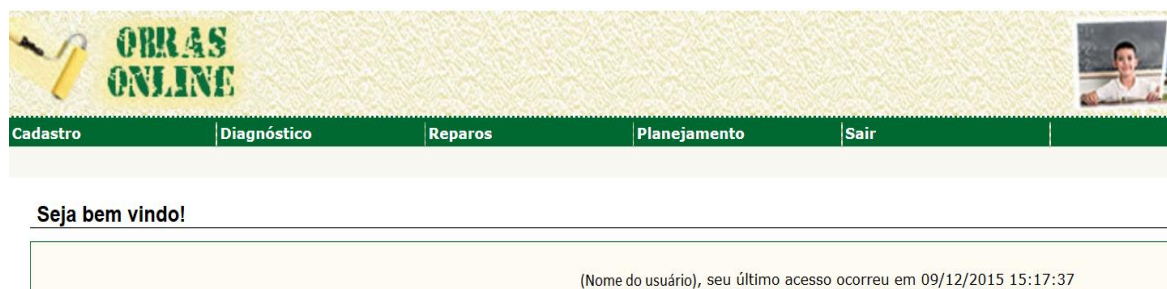 OBRAS
ONLINE
Cadastro Diagnóstico Reparos Planejamento Sair
Seja bem vindo!
(Nome do usuário), seu último acesso ocorreu em 09/12/2015 15:17:37